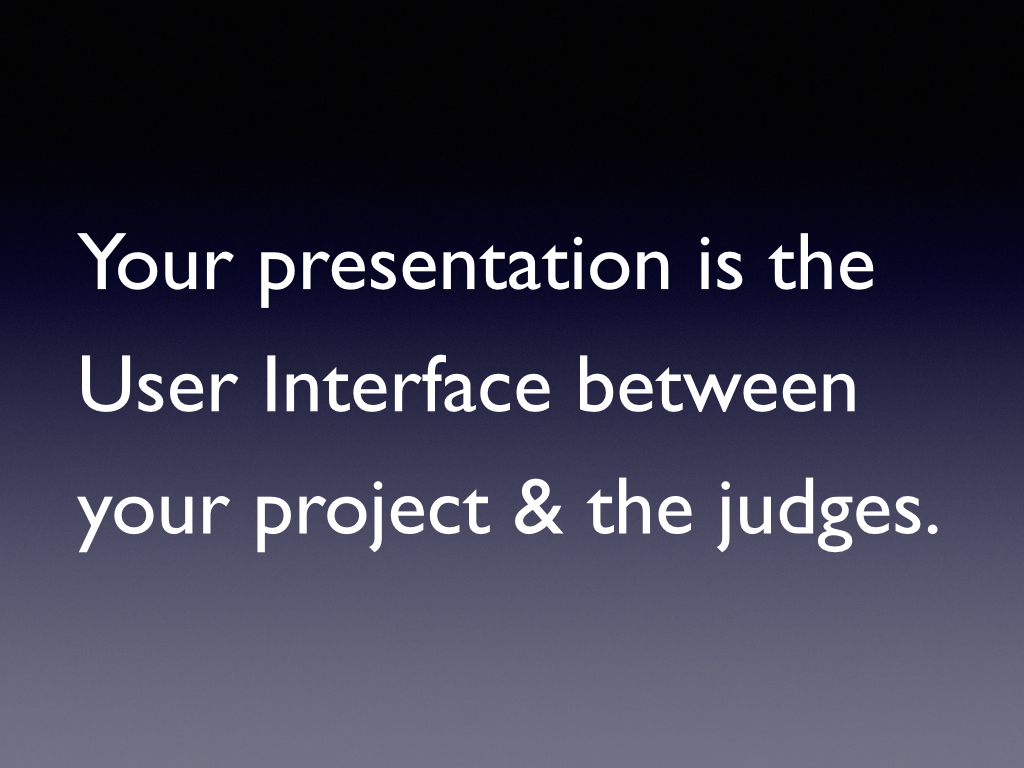 Your presentation is the
User Interface between
your project & the judges.